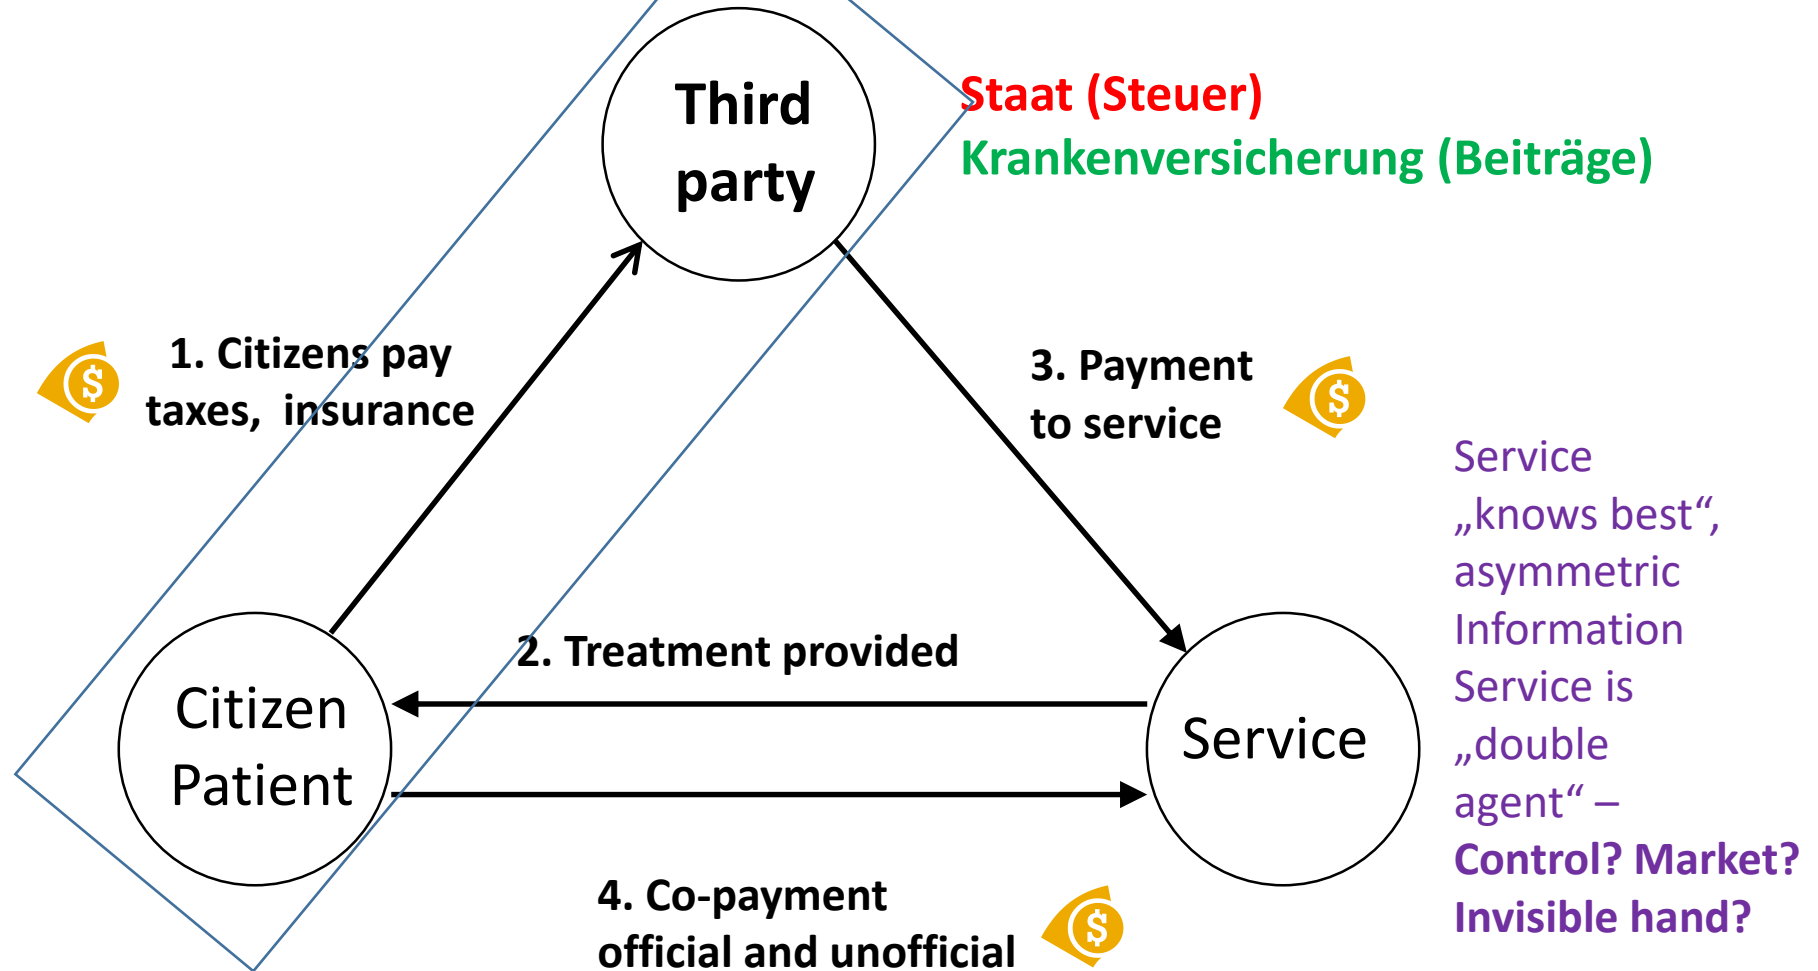 Third
party
Staat (Steuer)
Krankenversicherung (Beiträge)
$
1. Citizens pay
taxes,  insurance
3. Payment
to service
$
Service
„knows best“,
asymmetric
Information
Service is
„double
agent“ –
Control? Market?
Invisible hand?
2. Treatment provided
Citizen
Patient
Service
4. Co-payment
official and unofficial
$